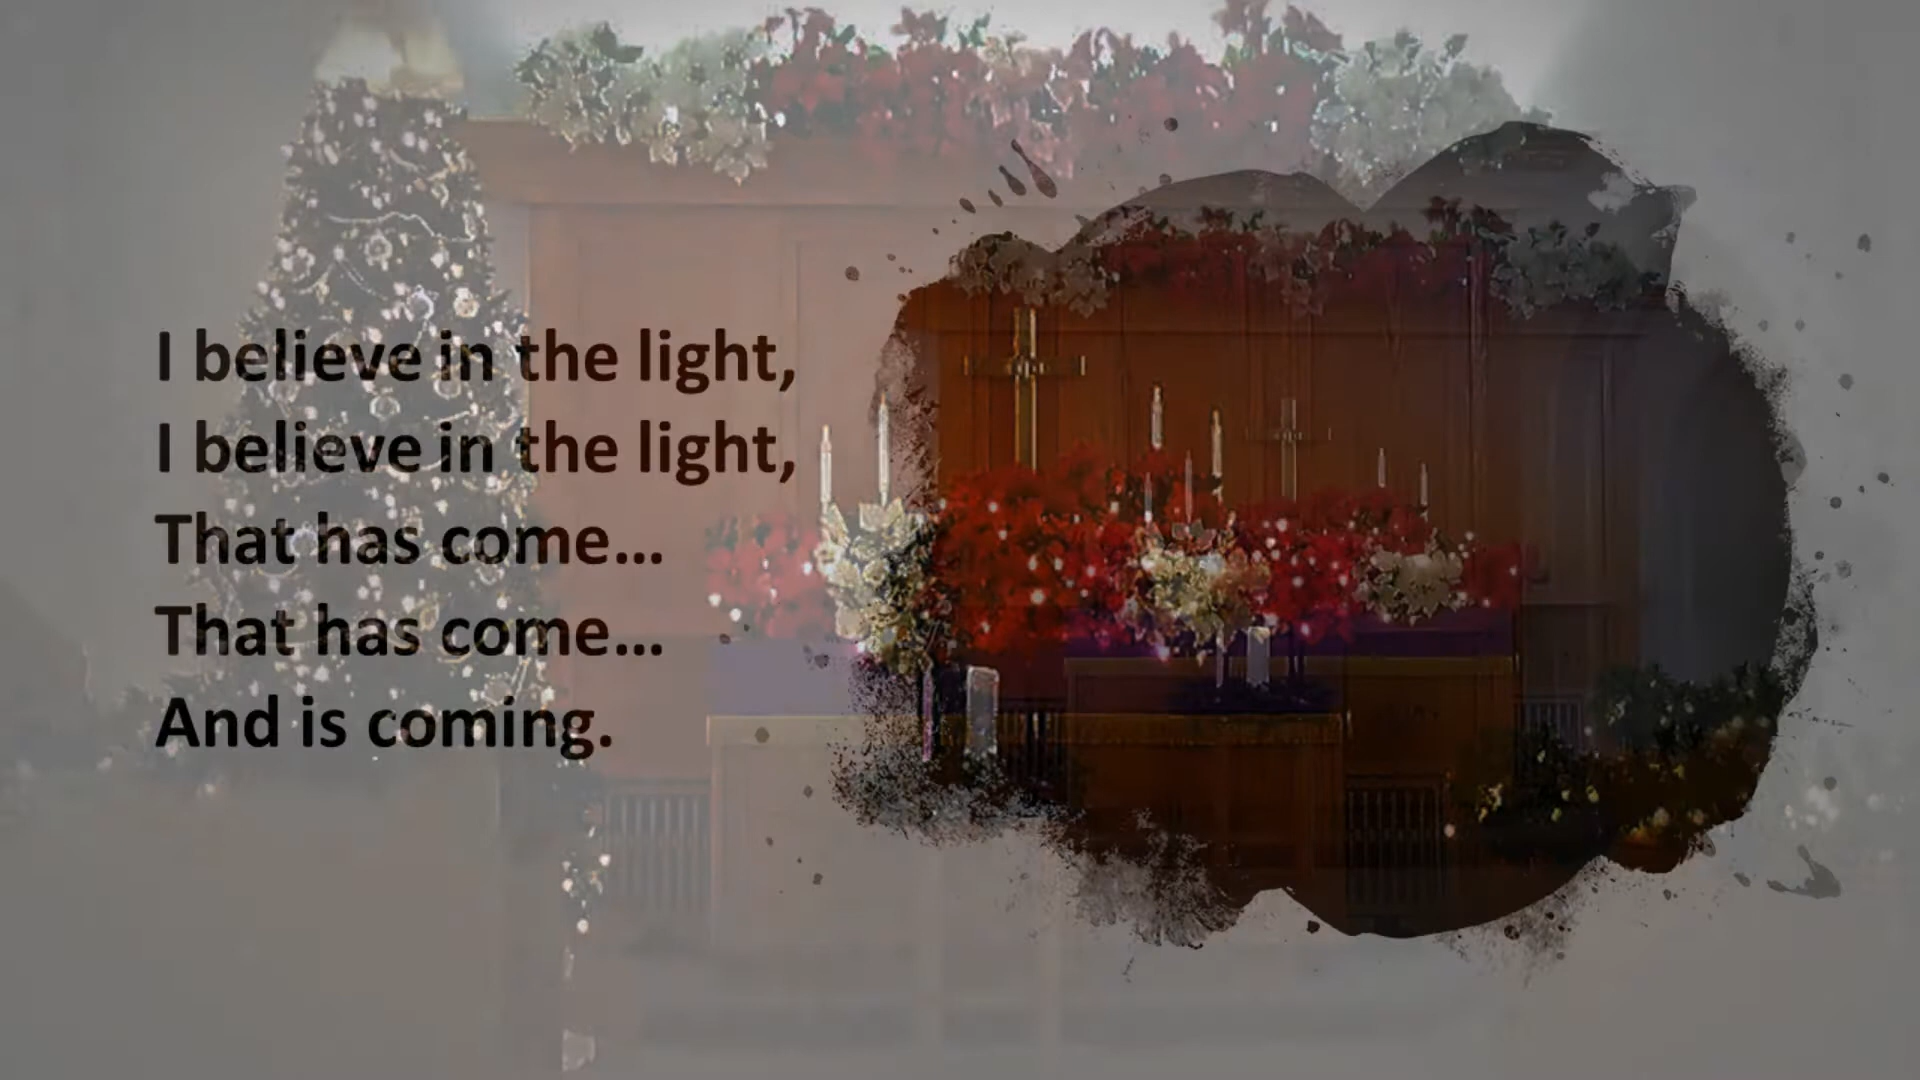 I believe in the light,
I believe in the light,
That has come...
That has come...
And is coming.